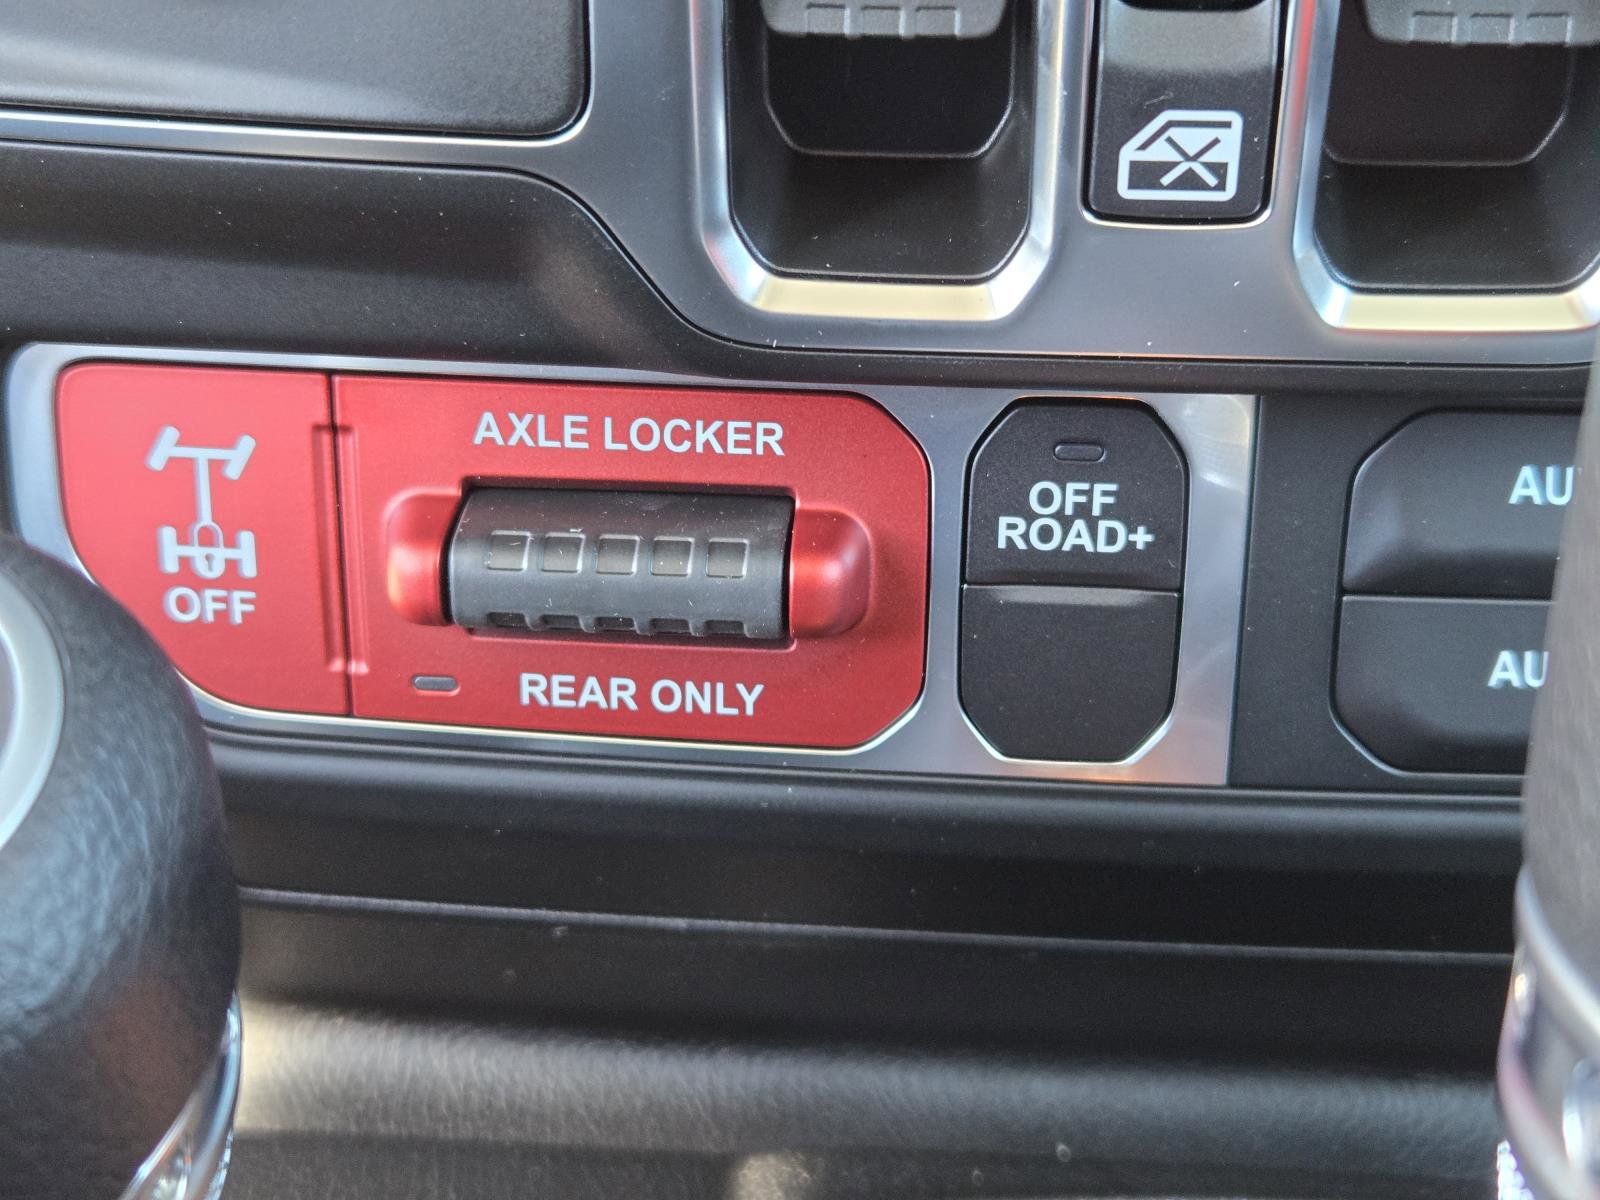 AXLE LOCKER
OFF
REAR ONLY
OFF
ROAD+